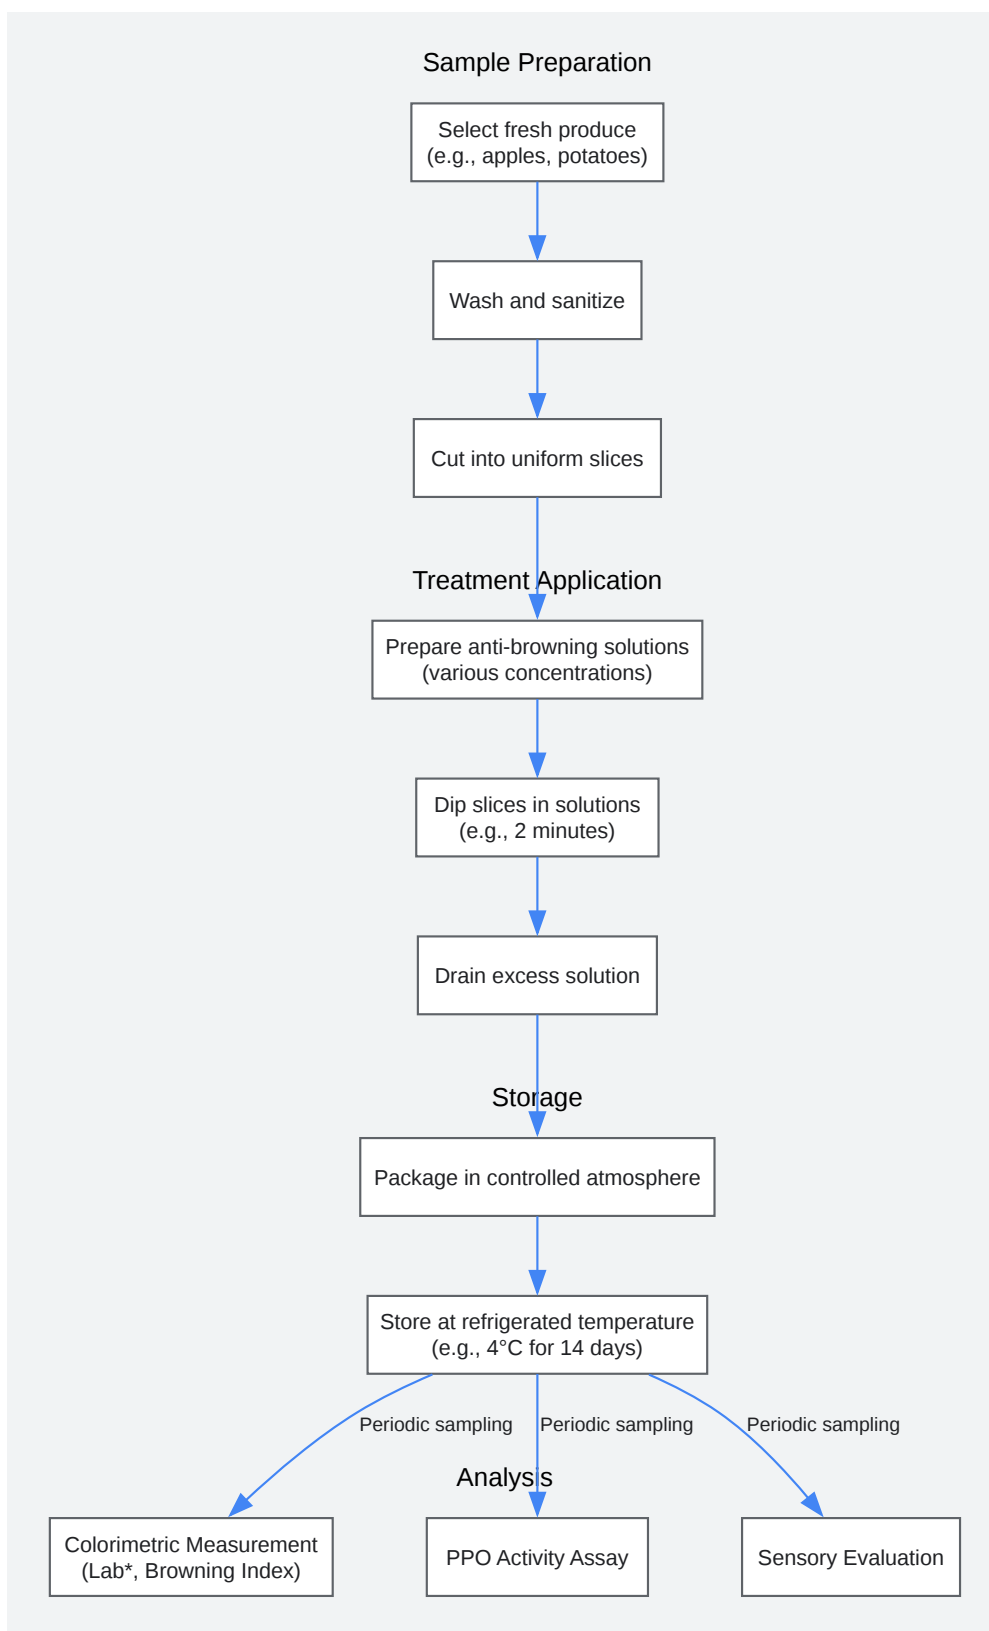 Sample Preparation
Select fresh produce
(e.g., apples, potatoes)
Wash and sanitize
Cut into uniform slices
Treatment Application
Prepare anti-browning solutions
(various concentrations)
Dip slices in solutions
(e.g., 2 minutes)
Drain excess solution
Storage
Package in controlled atmosphere
Store at refrigerated temperature
(e.g., 4°C for 14 days)
Periodic sampling
Periodic sampling
Periodic sampling
Analysis
Colorimetric Measurement
(Lab*, Browning Index)
PPO Activity Assay
Sensory Evaluation